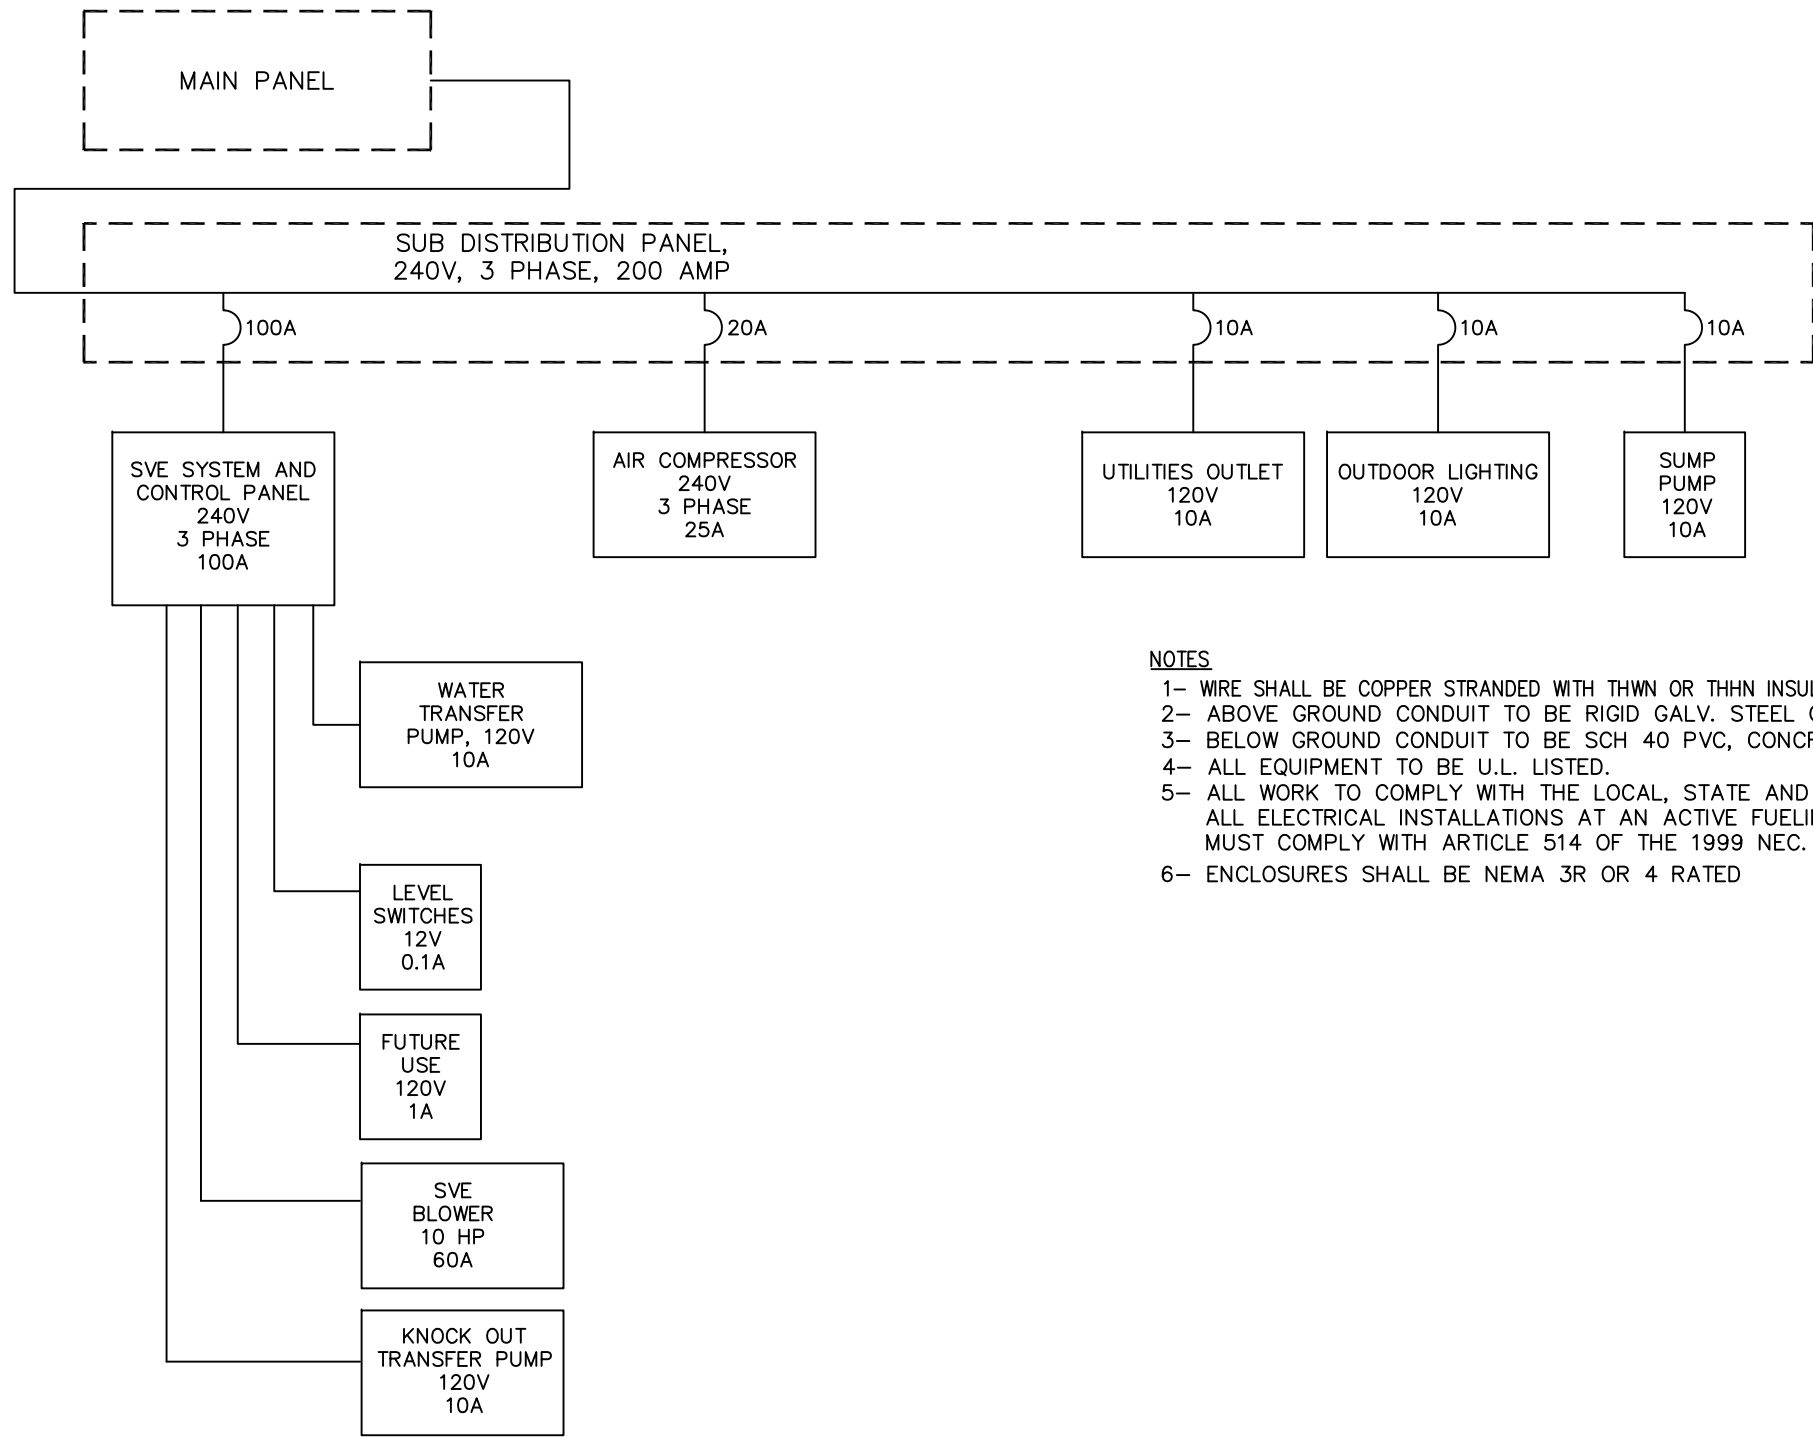 MAIN PANEL
SUB DISTRIBUTION PANEL,
240V, 3 PHASE, 200 AMP
100A
20A
10A
10A
10A
SVE SYSTEM AND
CONTROL PANEL
240V
3 PHASE
100A
AIR COMPRESSOR
240V
3 PHASE
25A
UTILITIES OUTLET
120V
10A
OUTDOOR LIGHTING
120V
10A
SUMP
PUMP
120V
10A
WATER
TRANSFER
PUMP, 120V
10A
LEVEL
SWITCHES
12V
0.1A
FUTURE
USE
120V
1A
SVE
BLOWER
10 HP
60A
KNOCK OUT
TRANSFER PUMP
120V
10A
NOTES
1- WIRE SHALL BE COPPER STRANDED WITH THWN OR THHN
2- ABOVE GROUND CONDUIT TO BE RIGID GALV. STEEL
3- BELOW GROUND CONDUIT TO BE SCH 40 PVC,
4- ALL EQUIPMENT TO BE U.L. LISTED.
5- ALL WORK TO COMPLY WITH THE LOCAL, STATE AND
ALL ELECTRICAL INSTALLATIONS AT AN ACTIVE
MUST COMPLY WITH ARTICLE 514 OF THE 1999 NEC.
6- ENCLOSURES SHALL BE NEMA 3R OR 4 RATED